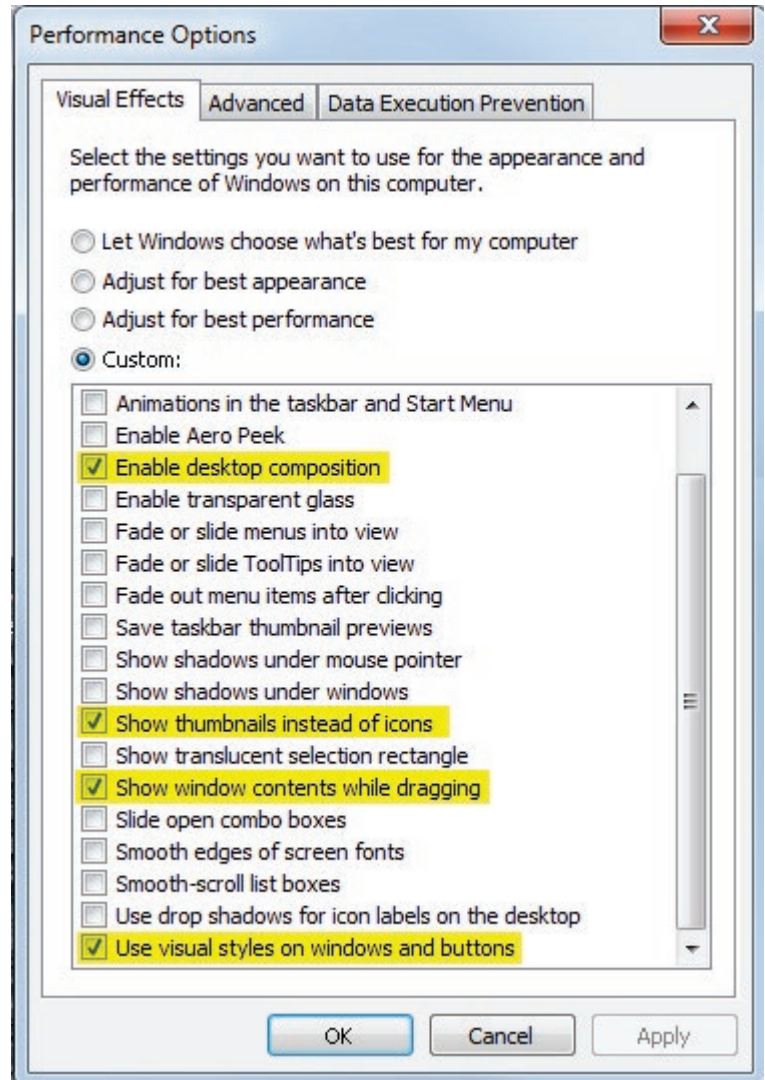 Performance Options
Visual Effects
Advanced
Data Execution Prevention
Select the settings you want to use for the appearance and
performance of Windows on this computer.
Let Windows choose what's best for my computer
Adjust for best appearance
Adjust for best performance
Custom:
Animations in the taskbar and Start Menu
Enable Aero Peek
Enable desktop composition
Enable transparent glass
Fade or slide menus into view
Fade or slide ToolTips into view
Fade out menu items after clicking
Save taskbar thumbnail previews
Show shadows under mouse pointer
Show shadows under windows
Show thumbnails instead of icons
Show translucent selection rectangle
Show window contents while dragging
Slide open combo boxes
Smooth edges of screen fonts
Smooth-scroll list boxes
Use drop shadows for icon labels on the desktop
Use visual styles on windows and buttons
OK
Cancel
Apply